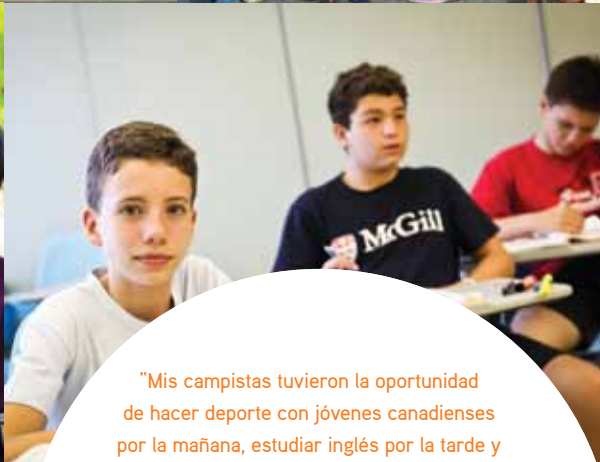 McGill
"Mis campistas tuvieron la oportunidad
de hacer deporte con jóvenes canadienses
por la mañana, estudiar inglés por la tarde y